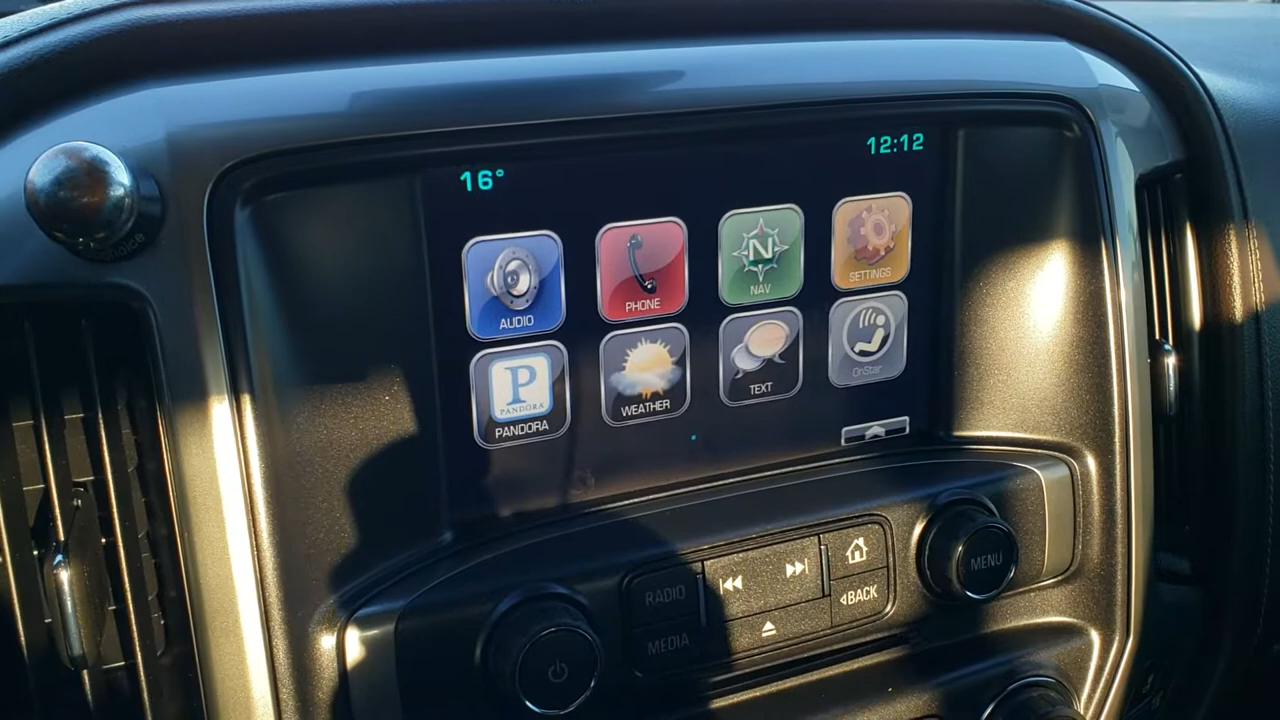 16°
12:12
AUDIO
PHONE
N
NAV
SETTINGS
P
PANDORA
PANDORA
WEATHER
TEXT
OnStar
RADIO
MEDIA
BACK
MENU